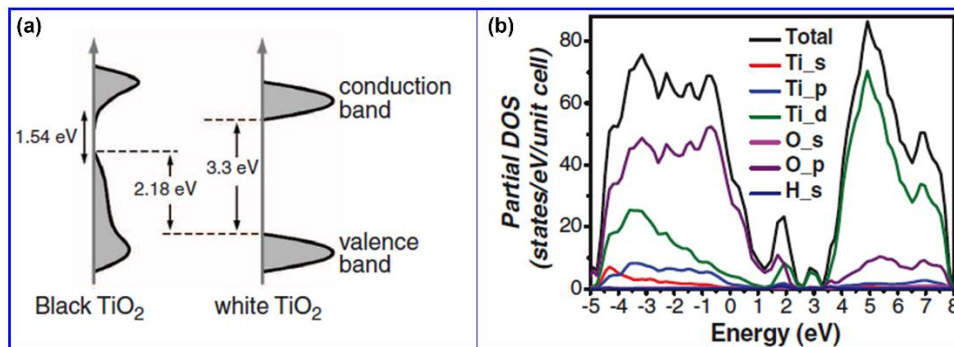 (a)
1.54 eV
2.18 eV
3.3 eV
conduction
band
valence
band
Black TiO₂
white TiO₂
(b)
Partial DOS
(states/eV/unit cell)
80
60
40
20
0
Total
Ti_s
Ti_p
Ti_d
O_s
O_p
H_s
-5 -4 -3 -2 -1 0 1 2 3 4 5 6 7 8
Energy (eV)